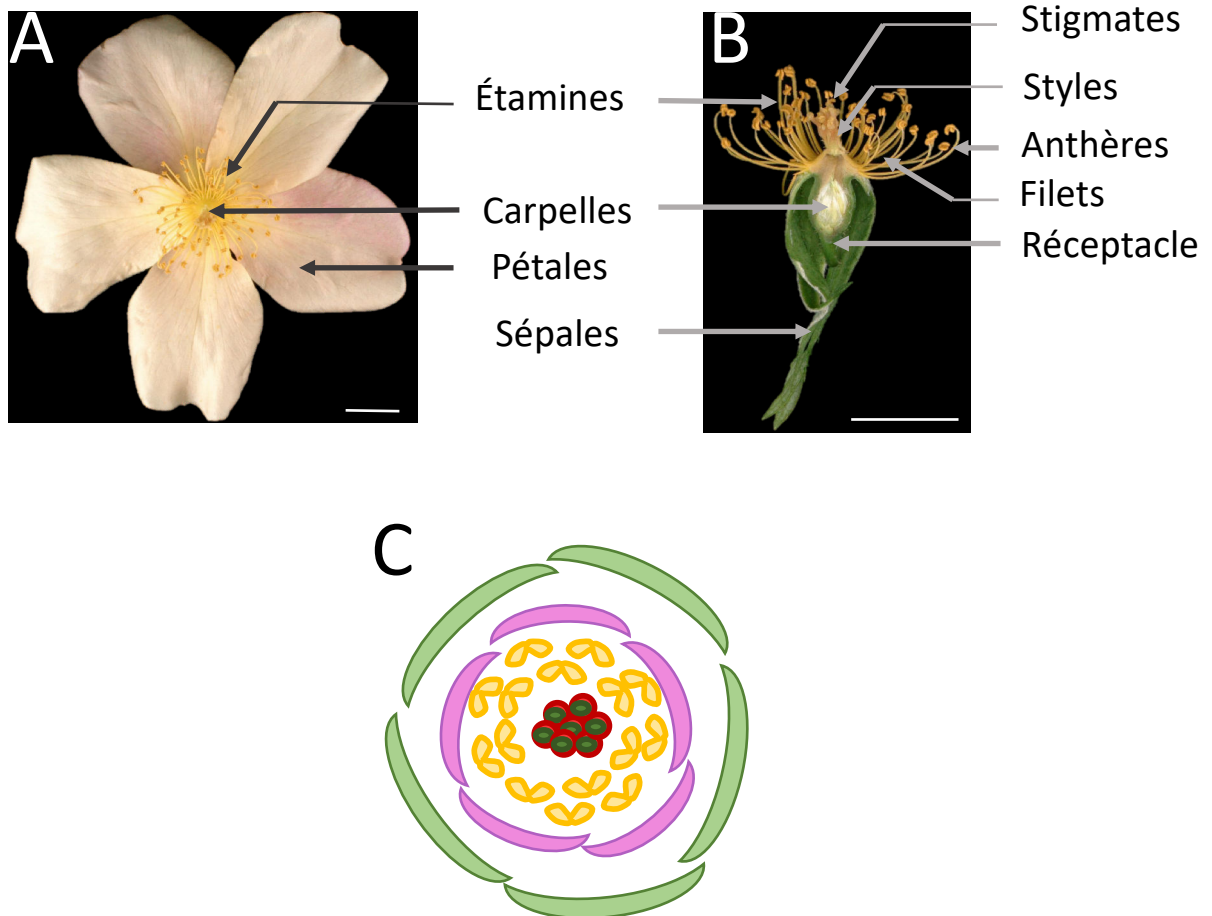 A
B
Stigmates
Étamines
Styles
Anthères
Carpelles
Filets
Pétales
Réceptacle
Sépales
C